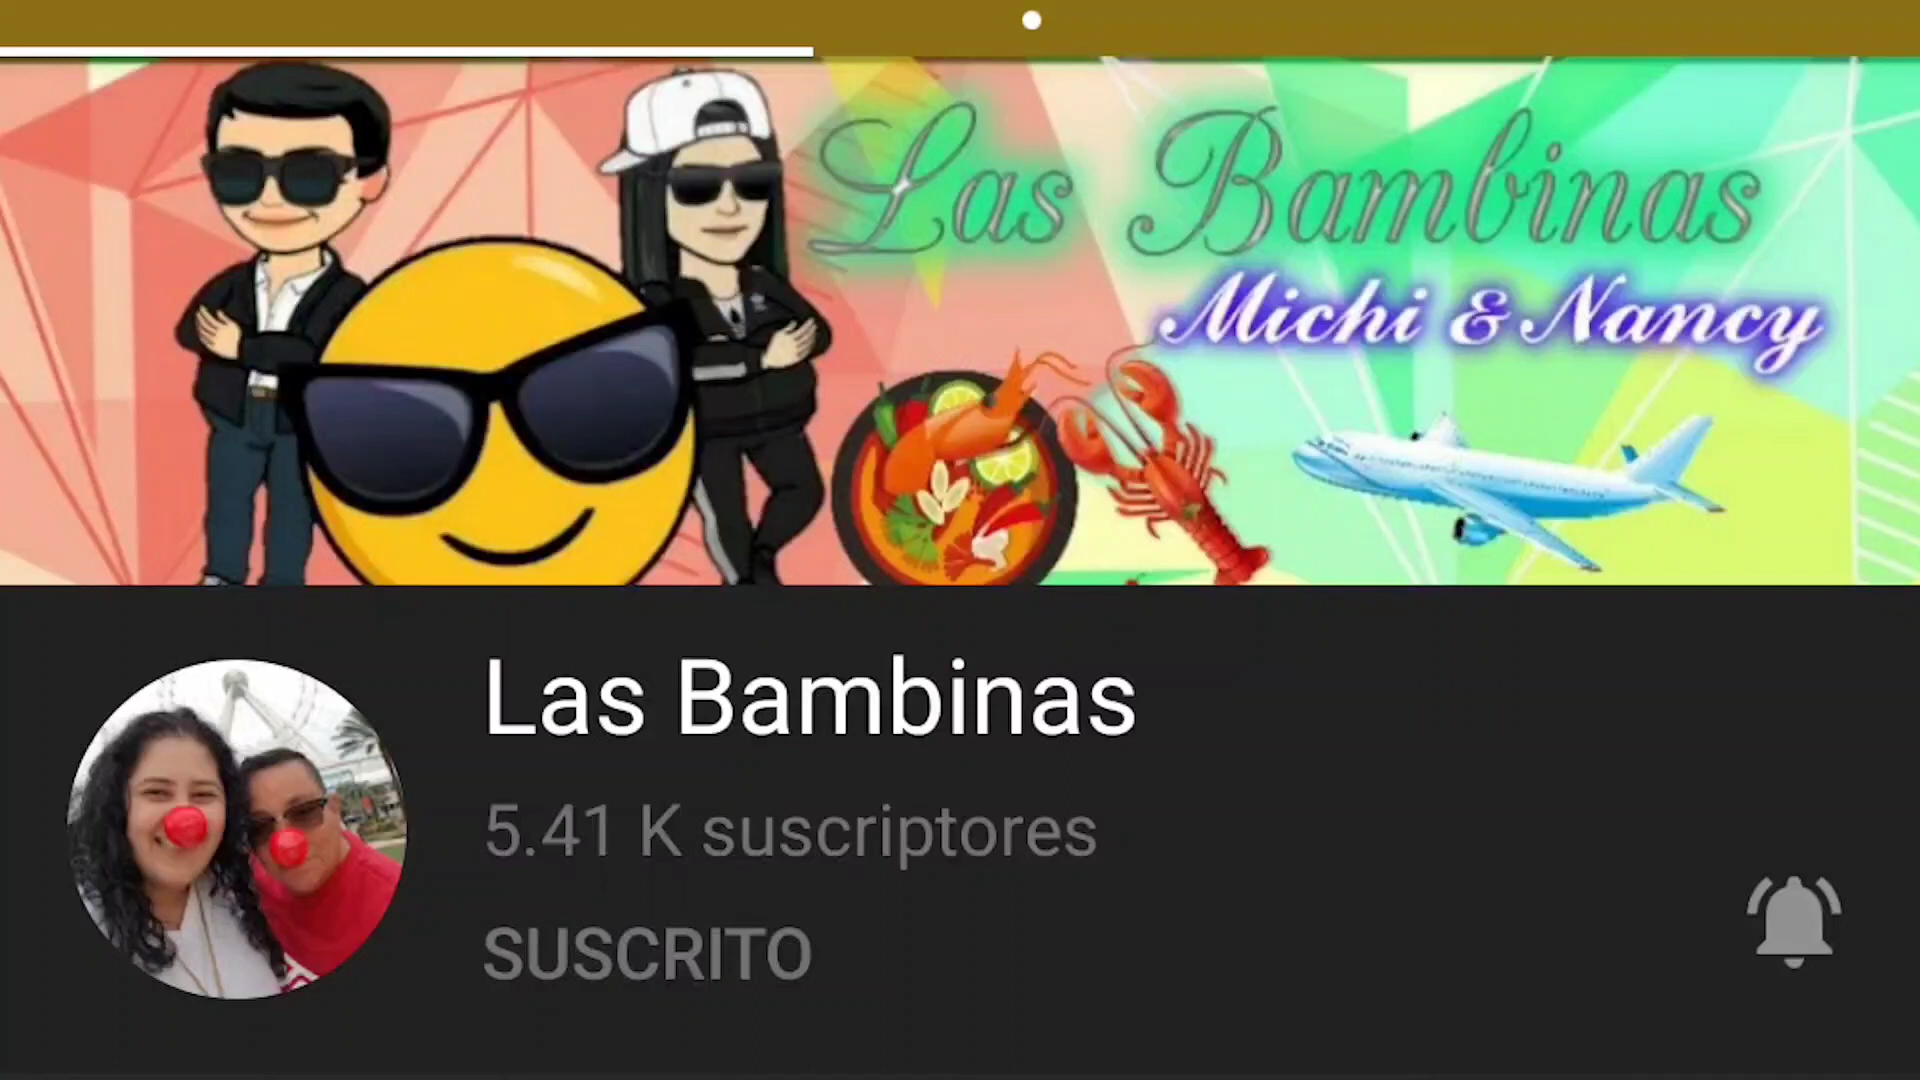 Las Bambinas
Michi & Nancy
Las Bambinas
5.41 K suscriptores
SUSCRITO